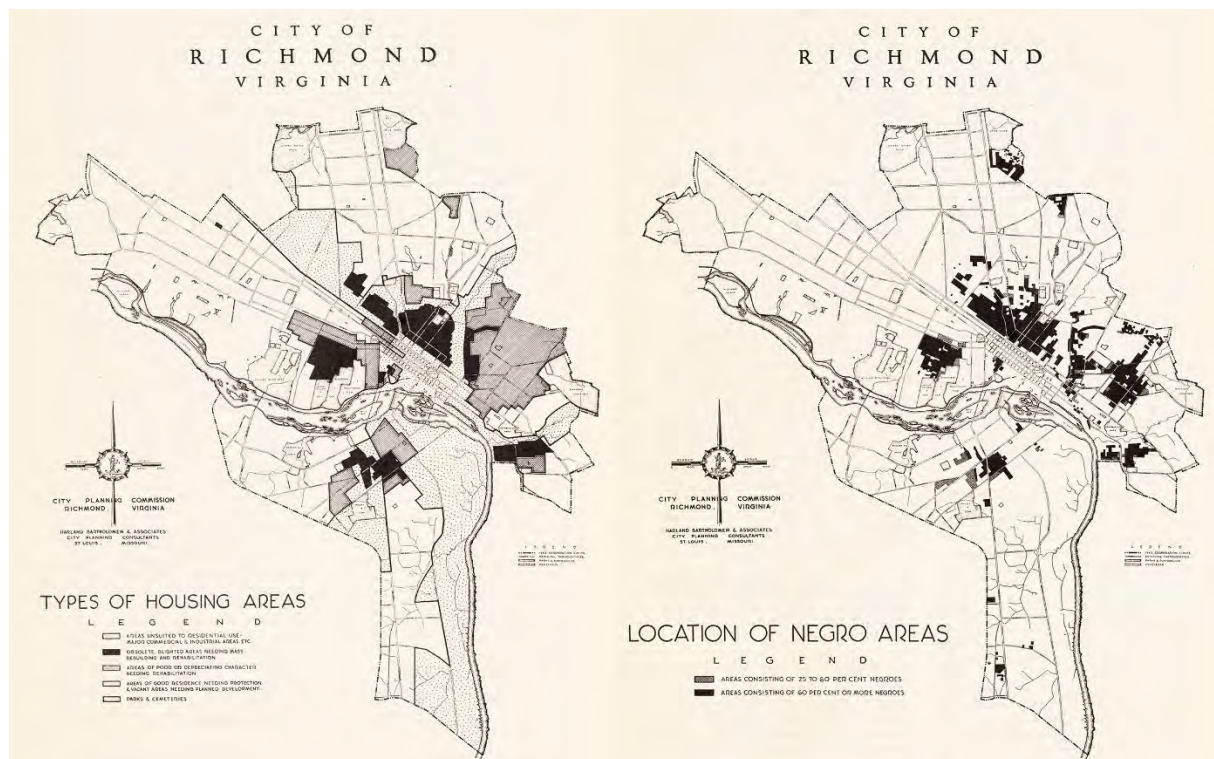 CITY OF
RICHMOND
VIRGINIA
CITY PLANNING COMMISSION
RICHMOND, VIRGINIA
HARLAND BARTHOLOMEW & ASSOCIATES
CITY PLANNING CONSULTANTS
ST. LOUIS, MISSOURI
LEGEND
TYPES OF HOUSING AREAS
LEGEND
AREAS UNSUITED TO RESIDENTIAL USE-
MAJOR COMMERCIAL & INDUSTRIAL AREAS, ETC.
OBSOLETE, BLIGHTED AREAS NEEDING MASS
REBUILDING AND REHABILITATION
AREAS OF POOR OR DEPRECIATING CHARACTER
NEEDING REHABILITATION
AREAS OF GOOD RESIDENCE NEEDING PROTECTION
& VACANT AREAS NEEDING PLANNED DEVELOPMENT
PARKS & CEMETERIES
CITY OF
RICHMOND
VIRGINIA
CITY PLANNING COMMISSION
RICHMOND, VIRGINIA
HARLAND BARTHOLOMEW & ASSOCIATES
CITY PLANNING CONSULTANTS
ST. LOUIS, MISSOURI
LEGEND
LOCATION OF NEGRO AREAS
LEGEND
AREAS CONSISTING OF 25 TO 60 PER CENT NEGROES
AREAS CONSISTING OF 60 PER CENT OR MORE NEGROES